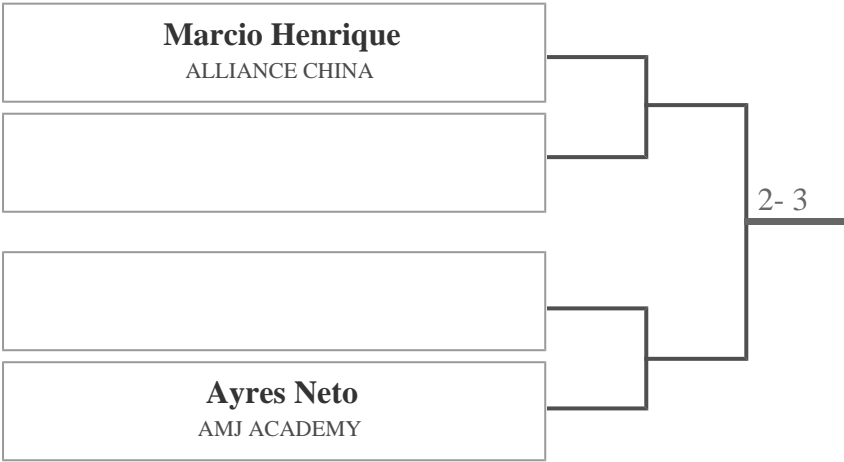 Marcio Henrique
ALLIANCE CHINA
2- 3
Ayres Neto
AMJ ACADEMY